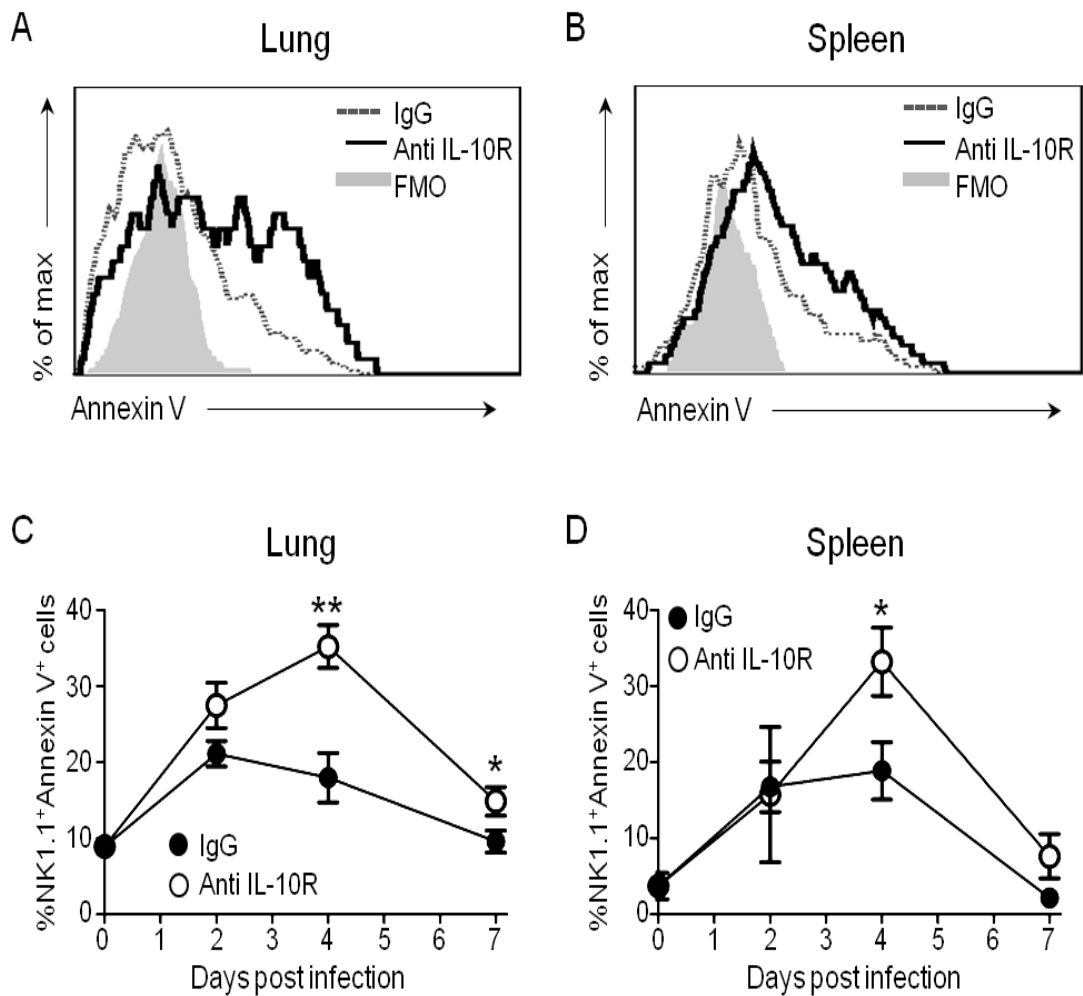 A
Lung
IgG
Anti IL-10R
FMO
% of max
Annexin V
B
Spleen
IgG
Anti IL-10R
FMO
% of max
Annexin V
C
Lung
%NK1.1+Annexin V+ cells
40
30
20
10
0
**
*
IgG
Anti IL-10R
0 1 2 3 4 5 6 7
Days post infection
D
Spleen
%NK1.1+Annexin V+ cells
40
30
20
10
0
IgG
Anti IL-10R
*
0 1 2 3 4 5 6 7
Days post infection